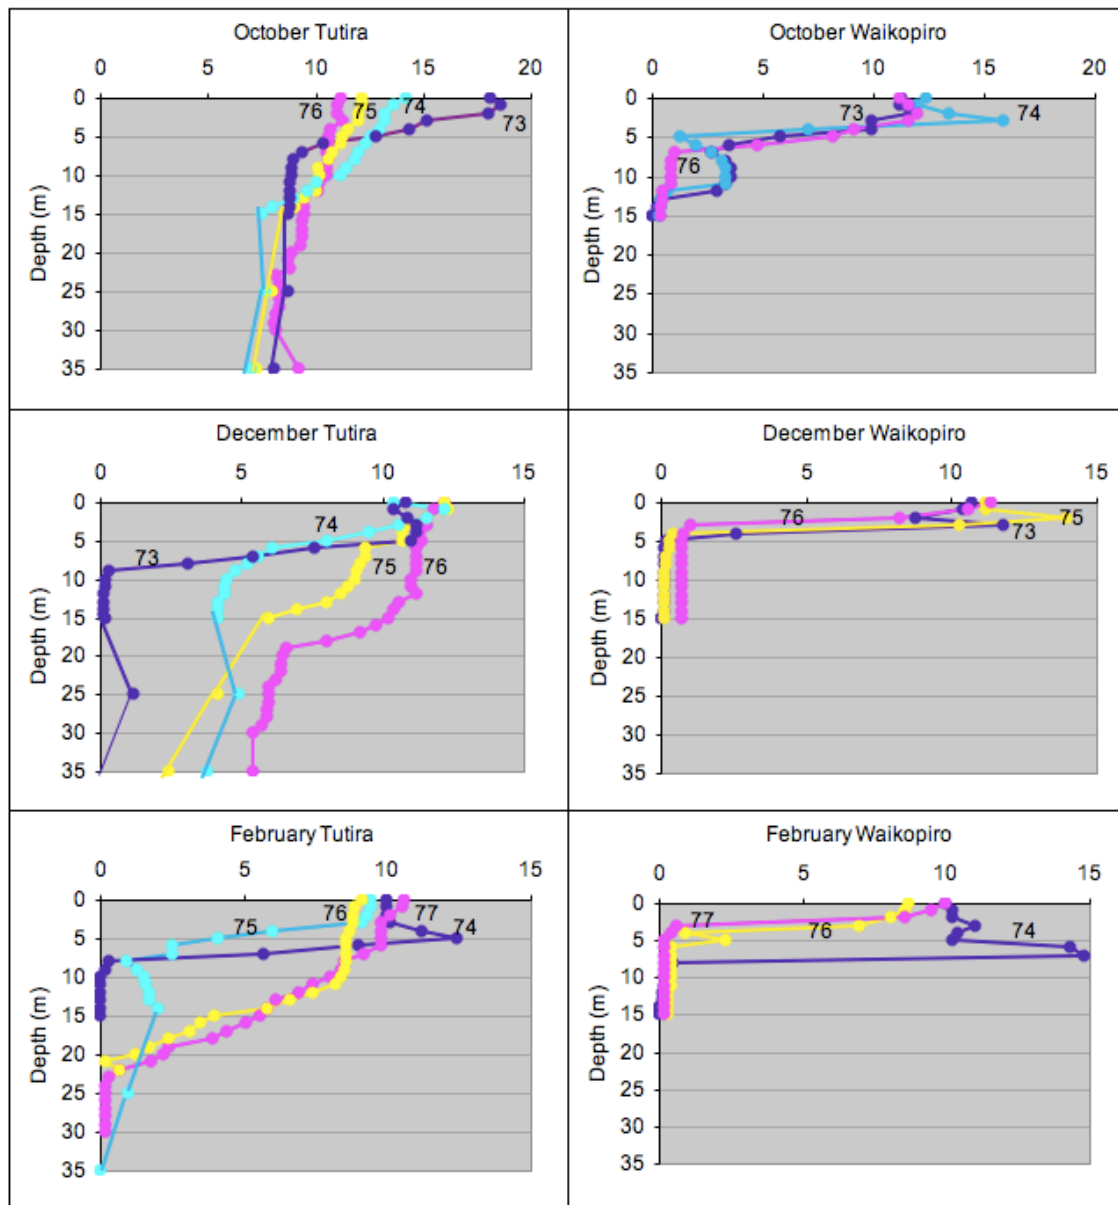 October Tutira
0 5 10 15 20
0
5
10
15
20
25
30
35
Depth (m)
76 75 74 73
October Waikopiro
0 5 10 15 20
0
5
10
15
20
25
30
35
Depth (m)
73 74
76
December Tutira
0 5 10 15
0
5
10
15
20
25
30
35
Depth (m)
74
73 75 76
December Waikopiro
0 5 10 15
0
5
10
15
20
25
30
35
Depth (m)
76 75
73
February Tutira
0 5 10 15
0
5
10
15
20
25
30
35
Depth (m)
75 76 77 74
February Waikopiro
0 5 10 15
0
5
10
15
20
25
30
35
Depth (m)
77 76 74